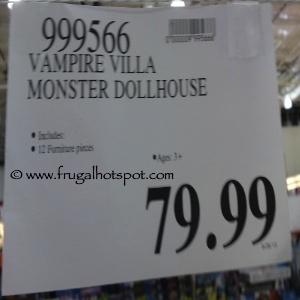 999566
VAMPIRE VILLA
MONSTER DOLLHOUSE
• Includes:
• 12 Furniture pieces
• Ages: 3+
www.frugalhotspot.com
79.99